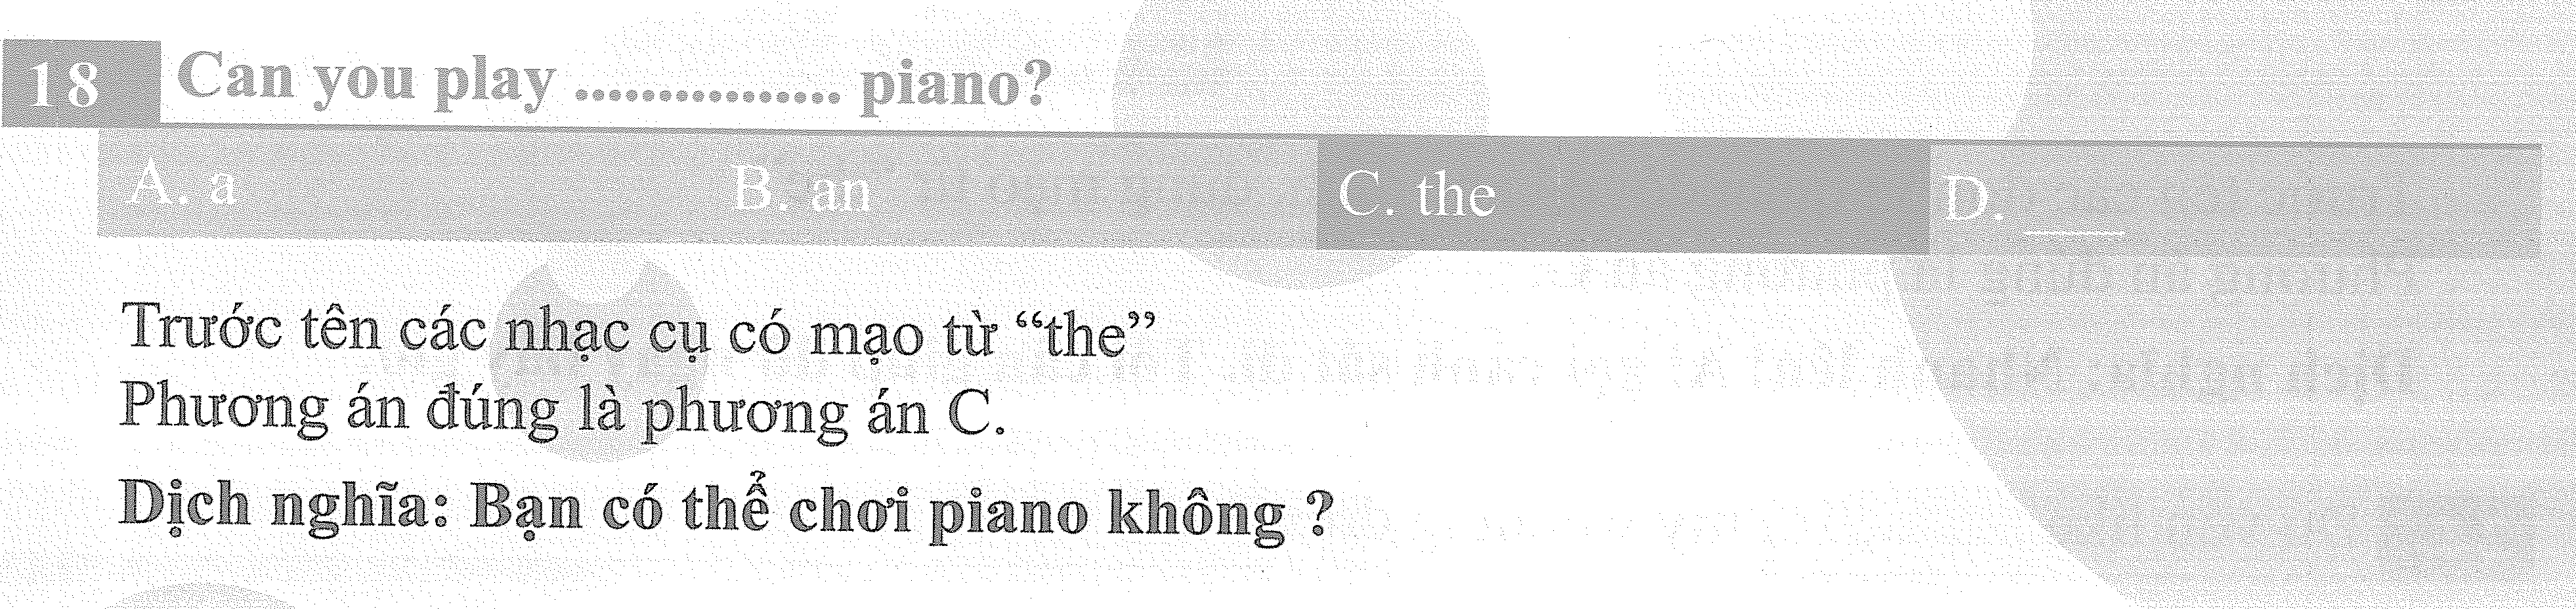 18 Can you play ................ piano?
A. a B. an C. the D. _____
Trước tên các nhạc cụ có mạo từ “the”
Phương án đúng là phương án C.
Dịch nghĩa: Bạn có thể chơi piano không ?